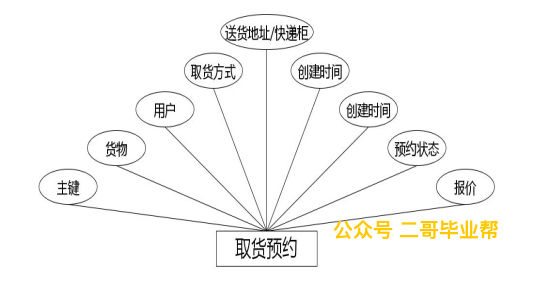 送货地址/快递柜
取货方式
创建时间
用户
创建时间
货物
预约状态
主键
报价
取货预约
公众号 二哥毕业帮